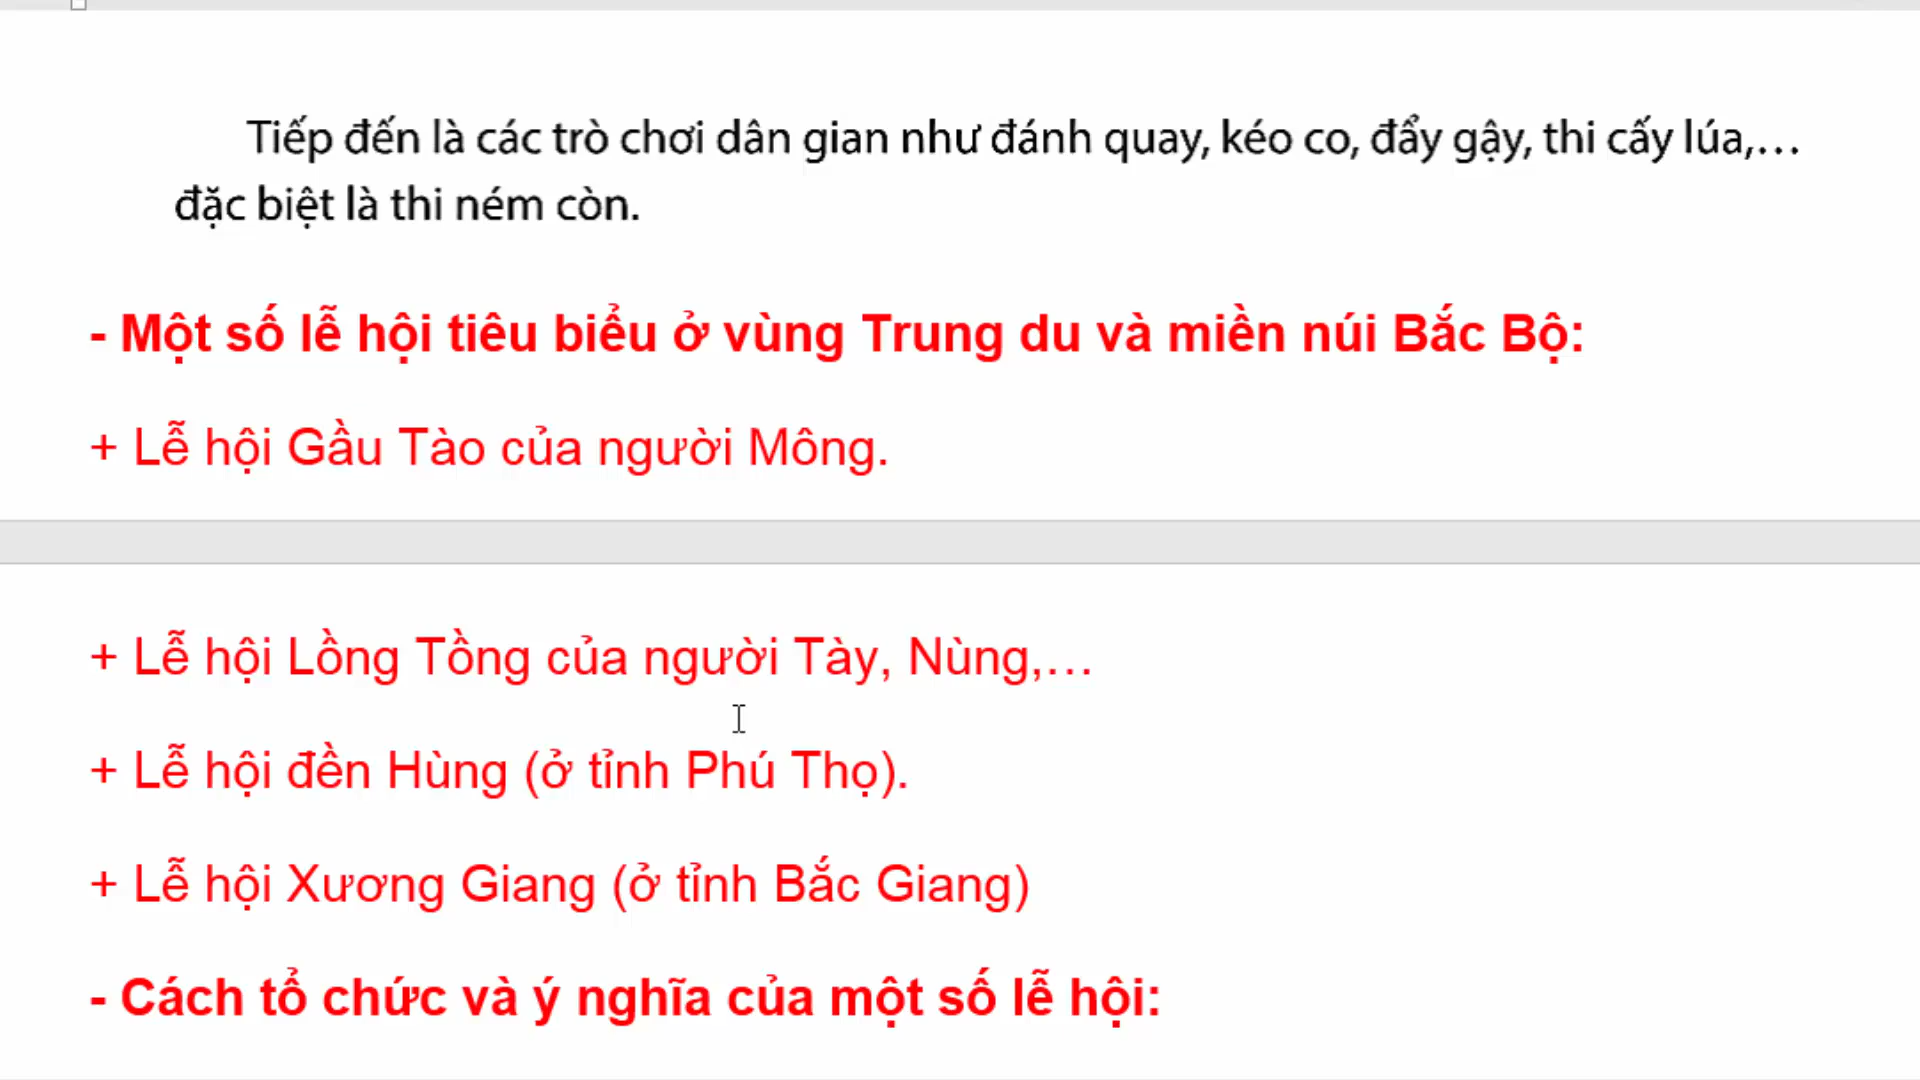 Tiếp đến là các trò chơi dân gian như đánh quay, kéo co, đẩy gậy, thi cấy lúa,...
đặc biệt là thi ném còn.
- Một số lễ hội tiêu biểu ở vùng Trung du và miền núi Bắc Bộ:
+ Lễ hội Gầu Tào của người Mông.
+ Lễ hội Lồng Tồng của người Tày, Nùng,...
+ Lễ hội đền Hùng (ở tỉnh Phú Thọ).
+ Lễ hội Xương Giang (ở tỉnh Bắc Giang)
- Cách tổ chức và ý nghĩa của một số lễ hội: